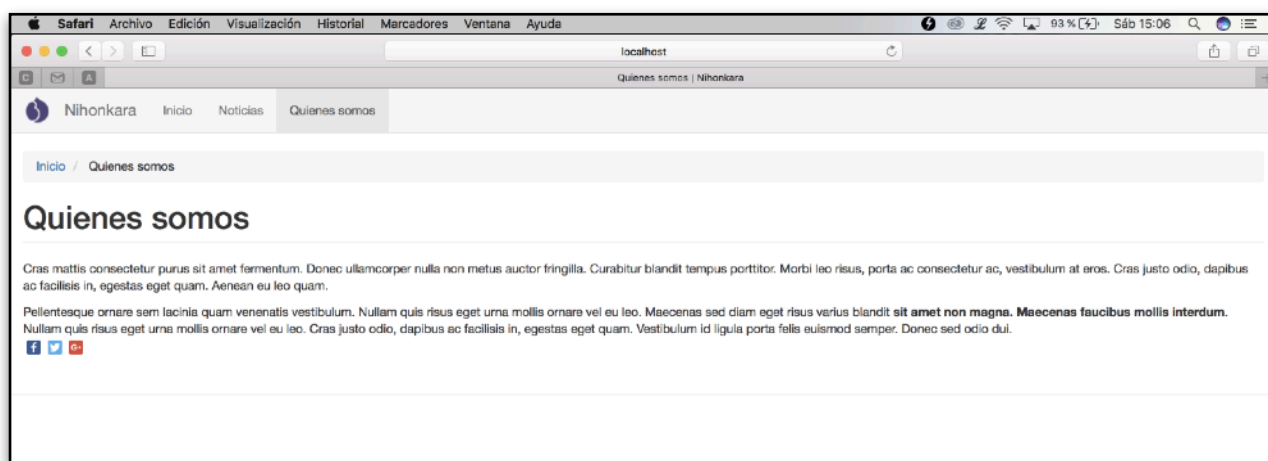 Safari Archivo Edición Visualización Historial Marcadores Ventana Ayuda 93 % Sáb 15:06
localhost
C A Quienes somos | Nihonkara
Nihonkara Inicio Noticias Quienes somos
Inicio / Quienes somos
Quienes somos
Cras mattis consectetur purus sit amet fermentum. Donec ullamcorper nulla non metus auctor fringilla. Curabitur blandit tempus porttitor. Morbi leo risus, porta ac consectetur ac, vestibulum at eros. Cras justo odio, dapibus
ac facilisis in, egestas eget quam. Aenean eu leo quam.
Pellentesque ornare sem lacinia quam venenatis vestibulum. Nullam quis risus eget urna mollis ornare vel eu leo. Maecenas sed diam eget risus varius blandit sit amet non magna. Maecenas faucibus mollis interdum.
Nullam quis risus eget urna mollis ornare vel eu leo. Cras justo odio, dapibus ac facilisis in, egestas eget quam. Vestibulum id ligula porta felis euismod semper. Donec sed odio dui.
f G+